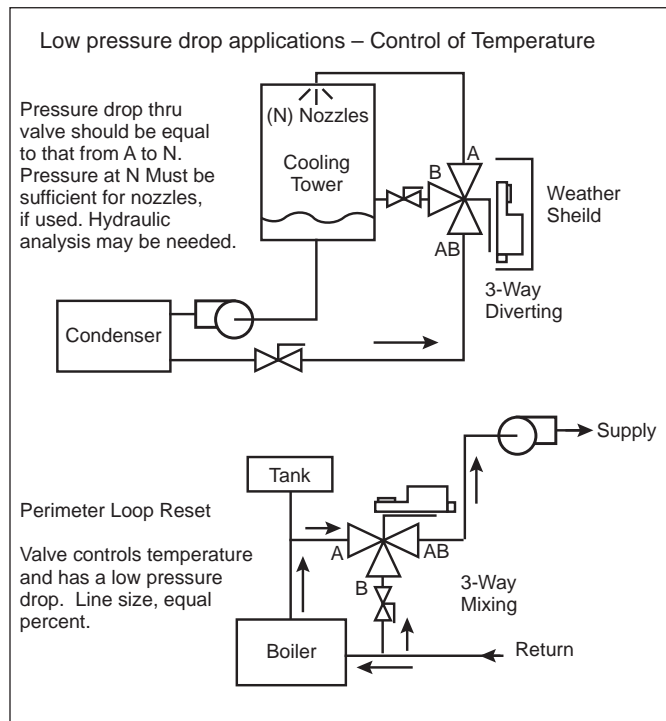 Low pressure drop applications – Control of Temperature
Pressure drop thru
valve should be equal
to that from A to N.
Pressure at N Must be
sufficient for nozzles,
if used. Hydraulic
analysis may be needed.
(N) Nozzles
Cooling
Tower
A
B
AB
Weather
Sheild
3-Way
Diverting
Condenser
Supply
Tank
Perimeter Loop Reset
A
AB
Valve controls temperature
and has a low pressure
drop. Line size, equal
percent.
B
3-Way
Mixing
Boiler
Return